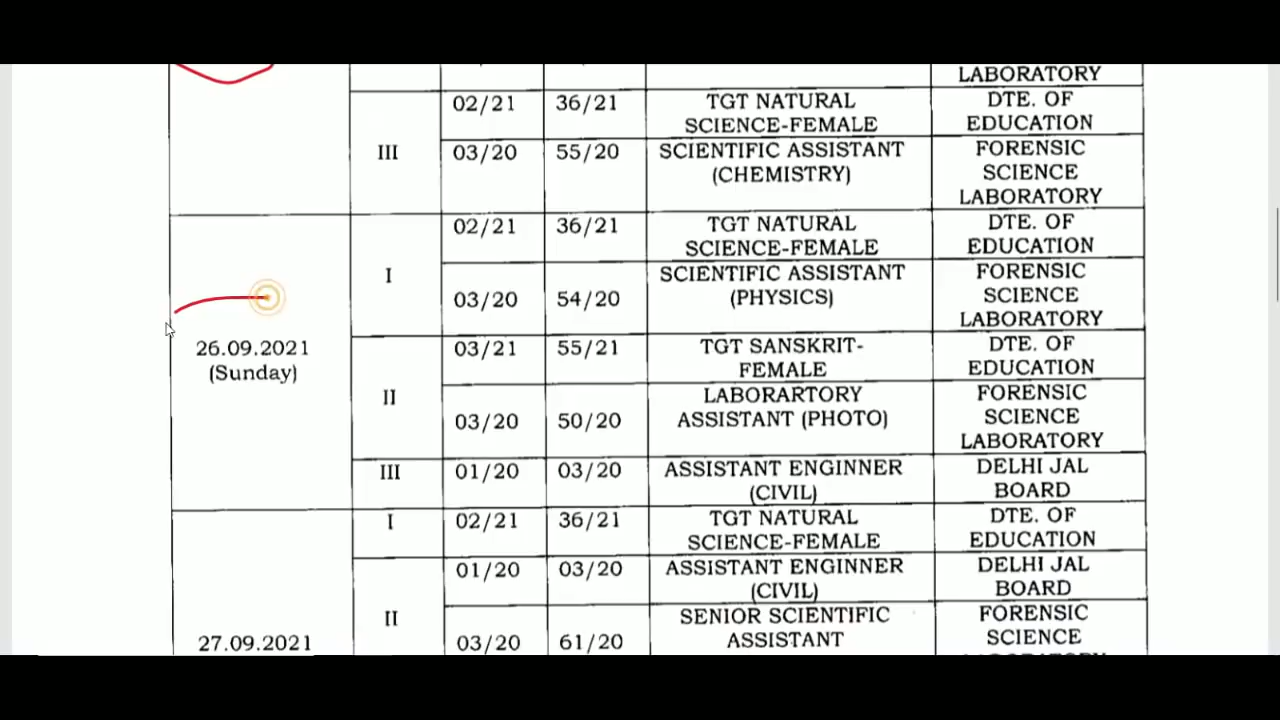 LABORATORY
III
02/21 36/21 TGT NATURAL DTE. OF
SCIENCE-FEMALE EDUCATION
03/20 55/20 SCIENTIFIC ASSISTANT FORENSIC
(CHEMISTRY) SCIENCE
LABORATORY
26.09.2021
(Sunday)
I
02/21 36/21 TGT NATURAL DTE. OF
SCIENCE-FEMALE EDUCATION
SCIENTIFIC ASSISTANT FORENSIC
03/20 54/20 (PHYSICS) SCIENCE
LABORATORY
II
03/21 55/21 TGT SANSKRIT- DTE. OF
FEMALE EDUCATION
LABORARTORY FORENSIC
03/20 50/20 ASSISTANT (PHOTO) SCIENCE
LABORATORY
III 01/20 03/20 ASSISTANT ENGINNER DELHI JAL
(CIVIL) BOARD
27.09.2021
I 02/21 36/21 TGT NATURAL DTE. OF
SCIENCE-FEMALE EDUCATION
II
01/20 03/20 ASSISTANT ENGINNER DELHI JAL
(CIVIL) BOARD
SENIOR SCIENTIFIC FORENSIC
03/20 61/20 ASSISTANT SCIENCE